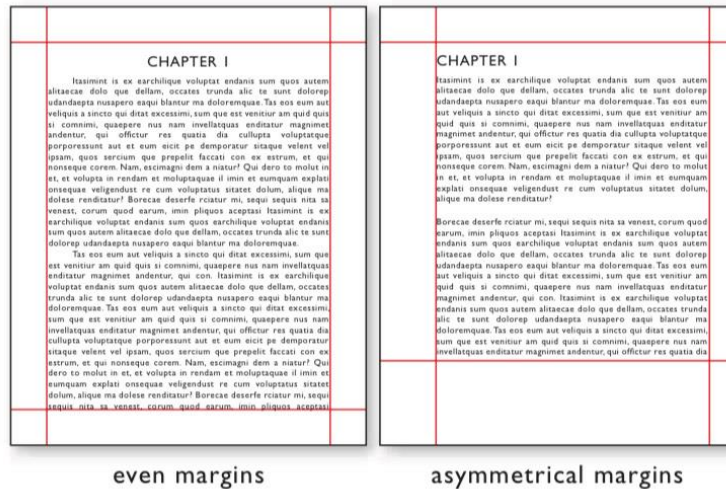 CHAPTER I
Itasimint is ex earchilique voluptat endanis sum quos autem
alitaecae dolo que dellam, occates trunda alic te sunt dolorep
udandaepta nusapero eaqui blantur ma doloremquae. Tas eos eum aut
veliquis a sincto qui ditat excessimi, sum que est venitiur am quid quis
si comnimi, quaepere nus nam invellatquas enditatur magnimet
andentur, qui offictur res quatia dia cullupta voluptatque
porporessunt aut et eum eicit pe demporatur sitaque velent vel
ipsam, quos sercium que prepelit faccati con ex estrum, et qui
nonseque corem. Nam, escimagni dem a niatur? Qui dero to molut in
et, et volupta in rendam et moluptaquae il imin et eumquam explati
onsequae veligendust re cum voluptatus sitatet dolum, alique ma
dolese renditatur? Borecae deserfe rciatur mi, sequi sequis nita sa
venest, corum quod earum, imin pliquos aceptasi Itasimint is ex
earchilique voluptat endanis sum quos earchilique voluptat endanis
sum quos autem alitaecae dolo que dellam, occates trunda alic te sunt
dolorep udandaepta nusapero eaqui blantur ma doloremquae.
Tas eos eum aut veliquis a sincto qui ditat excessimi, sum que
est venitiur am quid quis si comnimi, quaepere nus nam invellatquas
enditatur magnimet andentur, qui con. Itasimint is ex earchilique
voluptat endanis sum quos autem alitaecae dolo que dellam, occates
trunda alic te sunt dolorep udandaepta nusapero eaqui blantur ma
doloremquae. Tas eos eum aut veliquis a sincto qui ditat excessimi,
sum que est venitiur am quid quis si comnimi, quaepere nus nam
invellatquas enditatur magnimet andentur, qui offictur res quatia dia
cullupta voluptatque porporessunt aut et eum eicit pe demporatur
sitaque velent vel ipsam, quos sercium que prepelit faccati con ex
estrum, et qui nonseque corem. Nam, escimagni dem a niatur? Qui
dero to molut in et, et volupta in rendam et moluptaquae il imin et
eumquam explati onsequae veligendust re cum voluptatus sitatet
dolum, alique ma dolese renditatur? Borecae deserfe rciatur mi, sequi
sequis nita sa venest, corum quod earum, imin pliquos aceptasi
even margins
CHAPTER I
Itasimint is ex earchilique voluptat endanis sum quos autem
alitaecae dolo que dellam, occates trunda alic te sunt dolorep
udandaepta nusapero eaqui blantur ma doloremquae. Tas eos eum
aut veliquis a sincto qui ditat excessimi, sum que est venitiur am
quid quis si comnimi, quaepere nus nam invellatquas enditatur
magnimet andentur, qui offictur res quatia dia cullupta voluptatque
porporessunt aut et eum eicit pe demporatur sitaque velent vel
ipsam, quos sercium que prepelit faccati con ex estrum, et qui
nonseque corem. Nam, escimagni dem a niatur? Qui dero to molut
in et, et volupta in rendam et moluptaquae il imin et eumquam
explati onsequae veligendust re cum voluptatus sitatet dolum,
alique ma dolese renditatur?
Borecae deserfe rciatur mi, sequi sequis nita sa venest, corum quod
earum, imin pliquos aceptasi Itasimint is ex earchilique voluptat
endanis sum quos earchilique voluptat endanis sum quos autem
alitaecae dolo que dellam, occates trunda alic te sunt dolorep
udandaepta nusapero eaqui blantur ma doloremquae. Tas eos eum
aut veliquis a sincto qui ditat excessimi, sum que est venitiur am
quid quis si comnimi, quaepere nus nam invellatquas enditatur
magnimet andentur, qui con. Itasimint is ex earchilique voluptat
endanis sum quos autem alitaecae dolo que dellam, occates trunda
alic te sunt dolorep udandaepta nusapero eaqui blantur ma
doloremquae. Tas eos eum aut veliquis a sincto qui ditat excessimi,
sum que est venitiur am quid quis si comnimi, quaepere nus nam
invellatquas enditatur magnimet andentur, qui offictur res quatia dia
asymmetrical margins